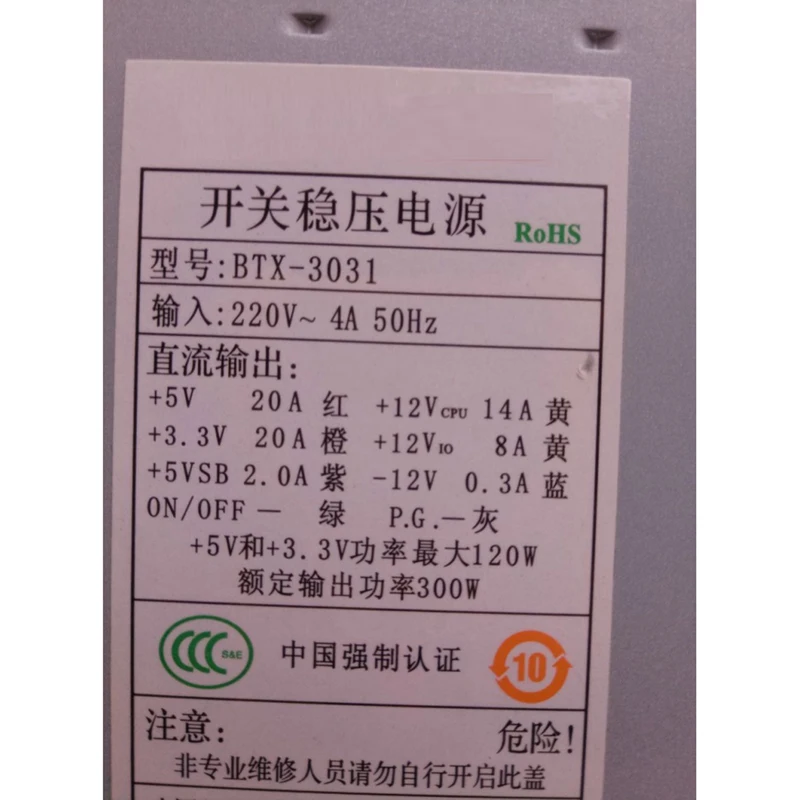 开关稳压电源 RoHS
型号:BTX-3031
输入:220V~ 4A 50Hz
直流输出:
+5V 20A 红 +12VCPU 14A 黄
+3.3V 20A 橙 +12VIO 8A 黄
+5VSB 2.0A 紫 -12V 0.3A 蓝
ON/OFF — 绿 P.G.—灰
+5V和+3.3V功率最大120W
额定输出功率300W
CCC S&E 中国强制认证 10
注意: 危险!
非专业维修人员请勿自行开启此盖